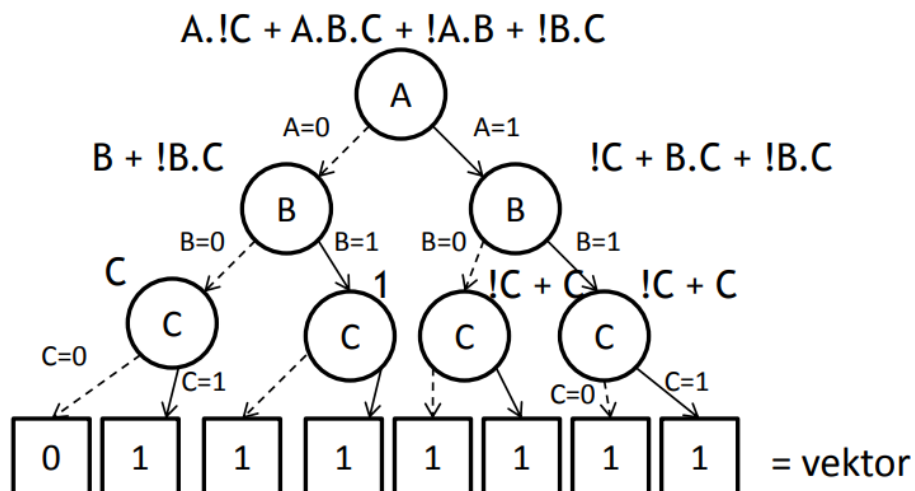 A.!C + A.B.C + !A.B + !B.C
A
A=0 A=1
B + !B.C !C + B.C + !B.C
B B
B=0 B=1 B=0 B=1
C 1 !C + C !C + C
C C C C
C=0 C=1 C=0 C=1
0 1 1 1 1 1 1 1 = vektor